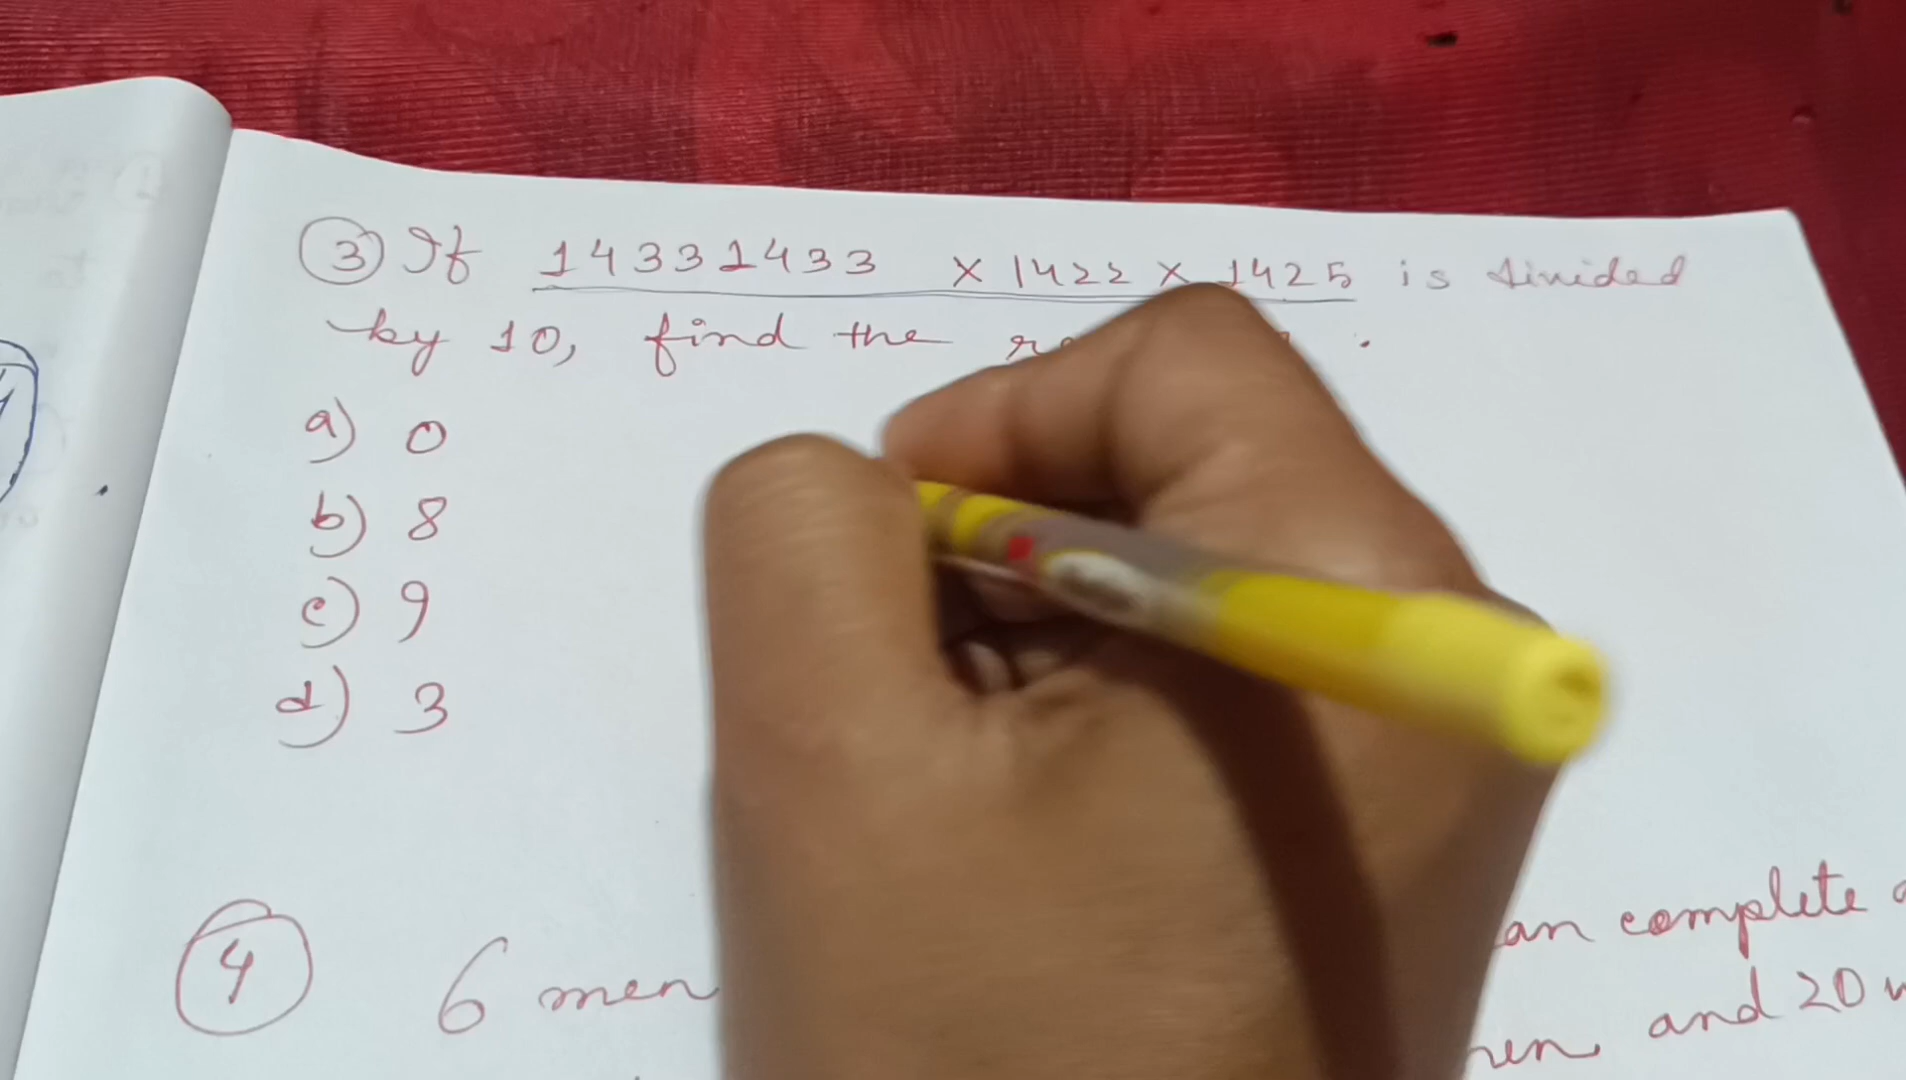 3 If 14331433 × 1422 × 1425 is divided
by 10, find the
a) 0
b) 8
c) 9
d) 3
4 6 men an complete
and 20